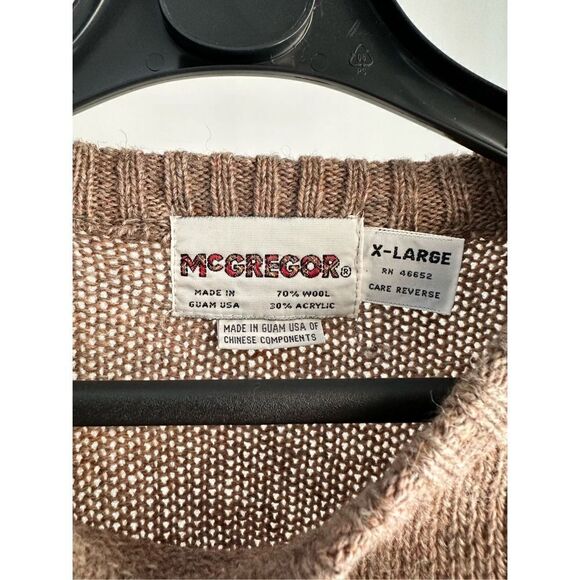 McGREGOR®
MADE IN 70% WOOL
GUAM USA 30% ACRYLIC
MADE IN GUAM USA OF
CHINESE COMPONENTS
X-LARGE
RN 46652
CARE REVERSE